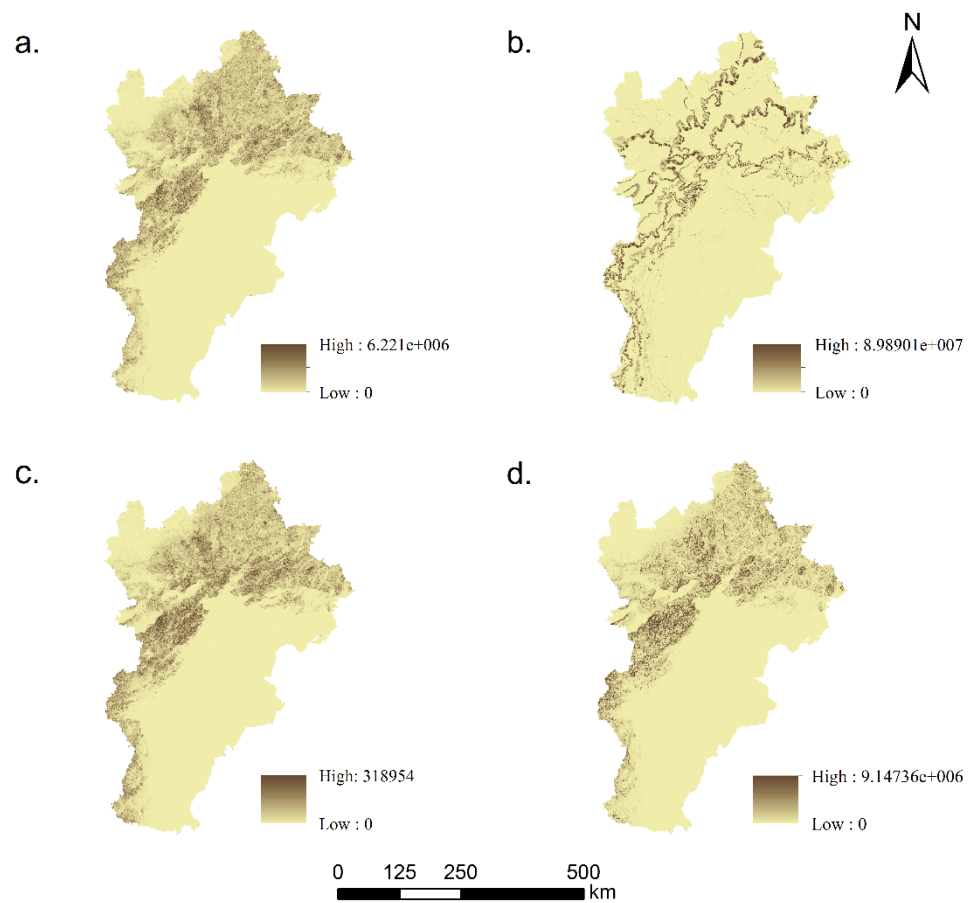 a.
b.
N
High : 6.221e+006
Low : 0
High : 8.98901e+007
Low : 0
c.
d.
High: 318954
Low : 0
High : 9.14736e+006
Low : 0
0 125 250 500
km